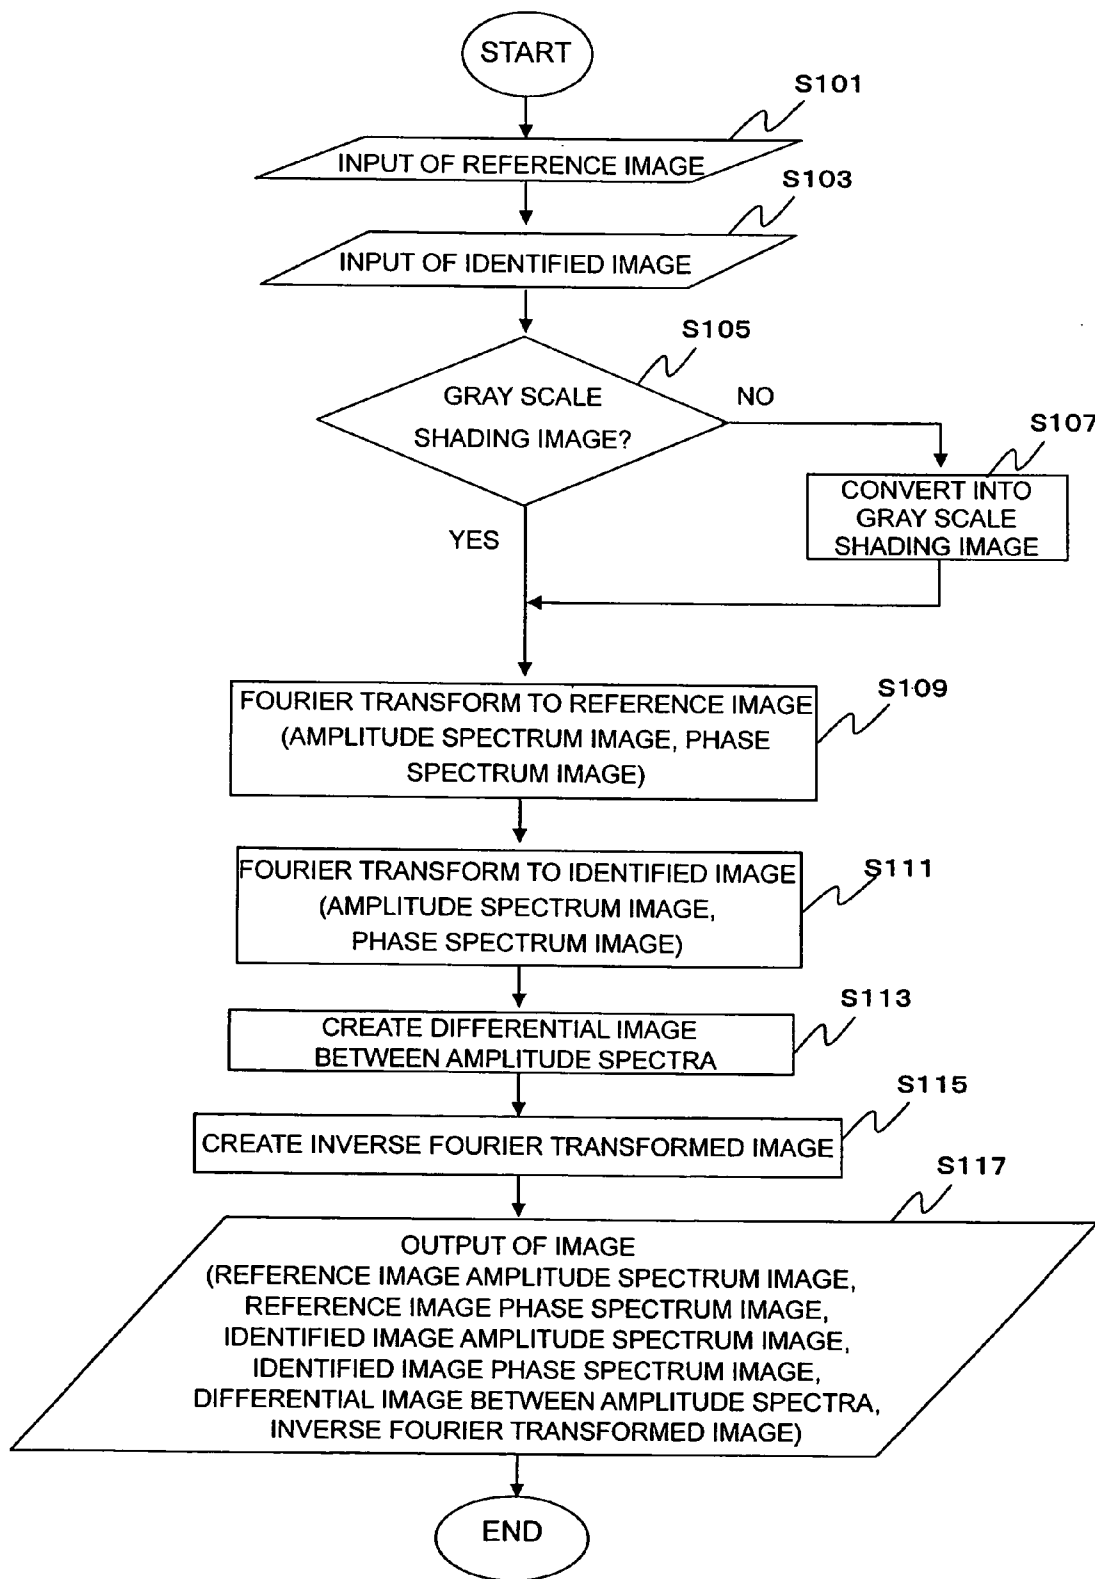 START
S101
INPUT OF REFERENCE IMAGE
S103
INPUT OF IDENTIFIED IMAGE
S105
GRAY SCALE
SHADING IMAGE?
NO
S107
CONVERT INTO
GRAY SCALE
SHADING IMAGE
YES
S109
FOURIER TRANSFORM TO REFERENCE IMAGE
(AMPLITUDE SPECTRUM IMAGE, PHASE
SPECTRUM IMAGE)
S111
FOURIER TRANSFORM TO IDENTIFIED IMAGE
(AMPLITUDE SPECTRUM IMAGE,
PHASE SPECTRUM IMAGE)
S113
CREATE DIFFERENTIAL IMAGE
BETWEEN AMPLITUDE SPECTRA
S115
CREATE INVERSE FOURIER TRANSFORMED IMAGE
S117
OUTPUT OF IMAGE
(REFERENCE IMAGE AMPLITUDE SPECTRUM IMAGE,
REFERENCE IMAGE PHASE SPECTRUM IMAGE,
IDENTIFIED IMAGE AMPLITUDE SPECTRUM IMAGE,
IDENTIFIED IMAGE PHASE SPECTRUM IMAGE,
DIFFERENTIAL IMAGE BETWEEN AMPLITUDE SPECTRA,
INVERSE FOURIER TRANSFORMED IMAGE)
END